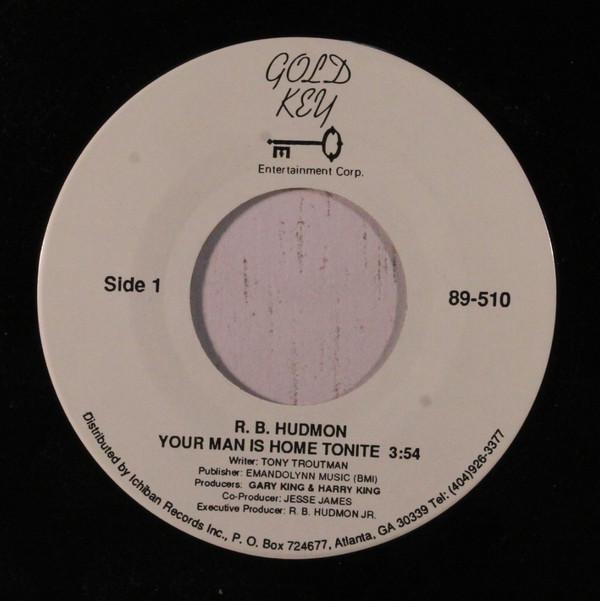 GOLD
KEY
Entertainment Corp.
Side 1
89-510
R. B. HUDMON
YOUR MAN IS HOME TONITE 3:54
Writer: TONY TROUTMAN
Publisher: EMANDOLYNN MUSIC (BMI)
Producers: GARY KING & HARRY KING
Co-Producer: JESSE JAMES
Executive Producer: R. B. HUDMON JR.
Distributed by Ichiban Records Inc., P. O. Box 724677, Atlanta, GA 30339 Tel: (404)926-3377